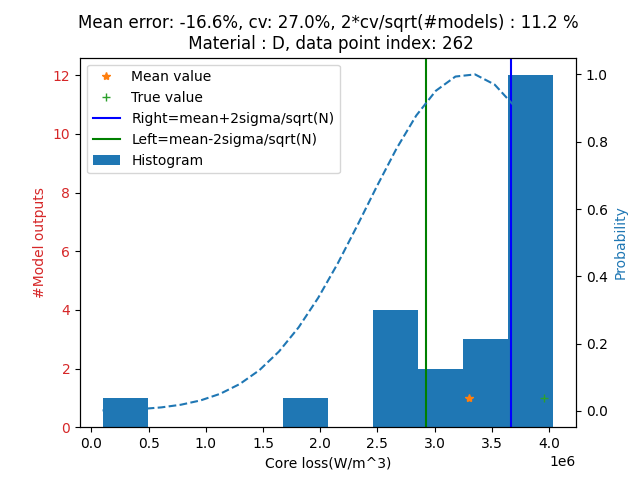 Mean error: -16.6%, cv: 27.0%, 2*cv/sqrt(#models) : 11.2 %
Material : D, data point index: 262
Mean value
True value
Right=mean+2sigma/sqrt(N)
Left=mean-2sigma/sqrt(N)
Histogram
#Model outputs
12
10
8
6
4
2
0
Probability
1.0
0.8
0.6
0.4
0.2
0.0
0.0 0.5 1.0 1.5 2.0 2.5 3.0 3.5 4.0
1e6
Core loss(W/m^3)